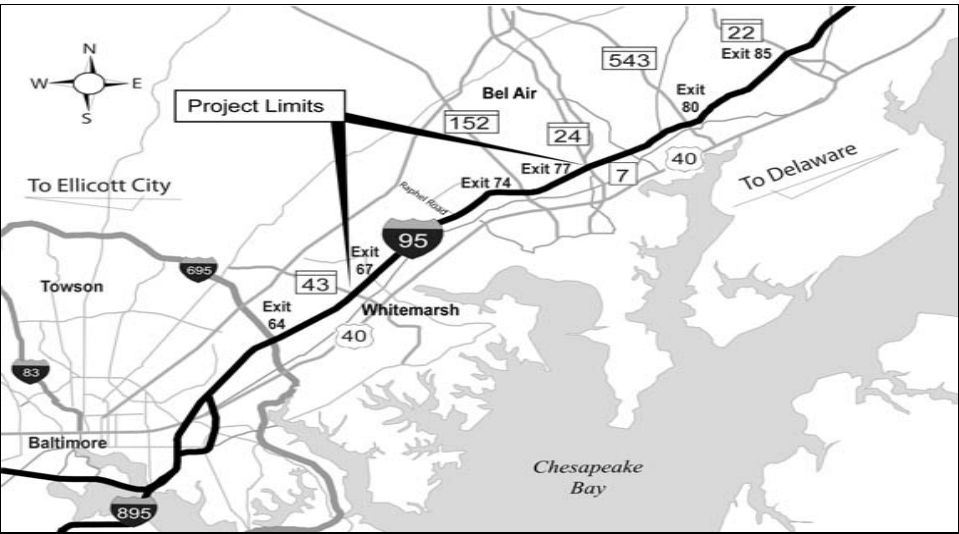 22
Exit 85
543
N
W
E
S
Exit
80
Bel Air
Project Limits
152
24
40
Exit 77
7
To Delaware
To Ellicott City
Exit 74
Raphel Road
95
695
Exit
67
Towson
43
Exit
64
Whitemarsh
40
83
Baltimore
Chesapeake
Bay
895